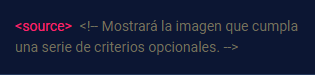 <source> <!-- Mostrará la imagen que cumpla
una serie de criterios opcionales. -->